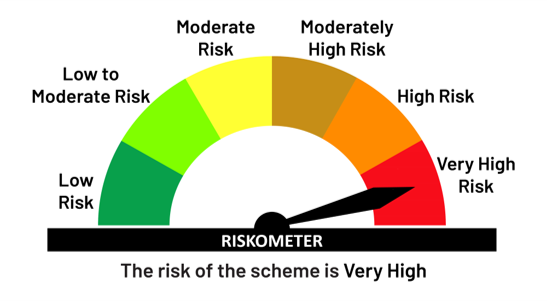 Moderate
Risk
Moderately
High Risk
Low to
Moderate Risk
High Risk
Very High
Risk
Low
Risk
RISKOMETER
The risk of the scheme is Very High